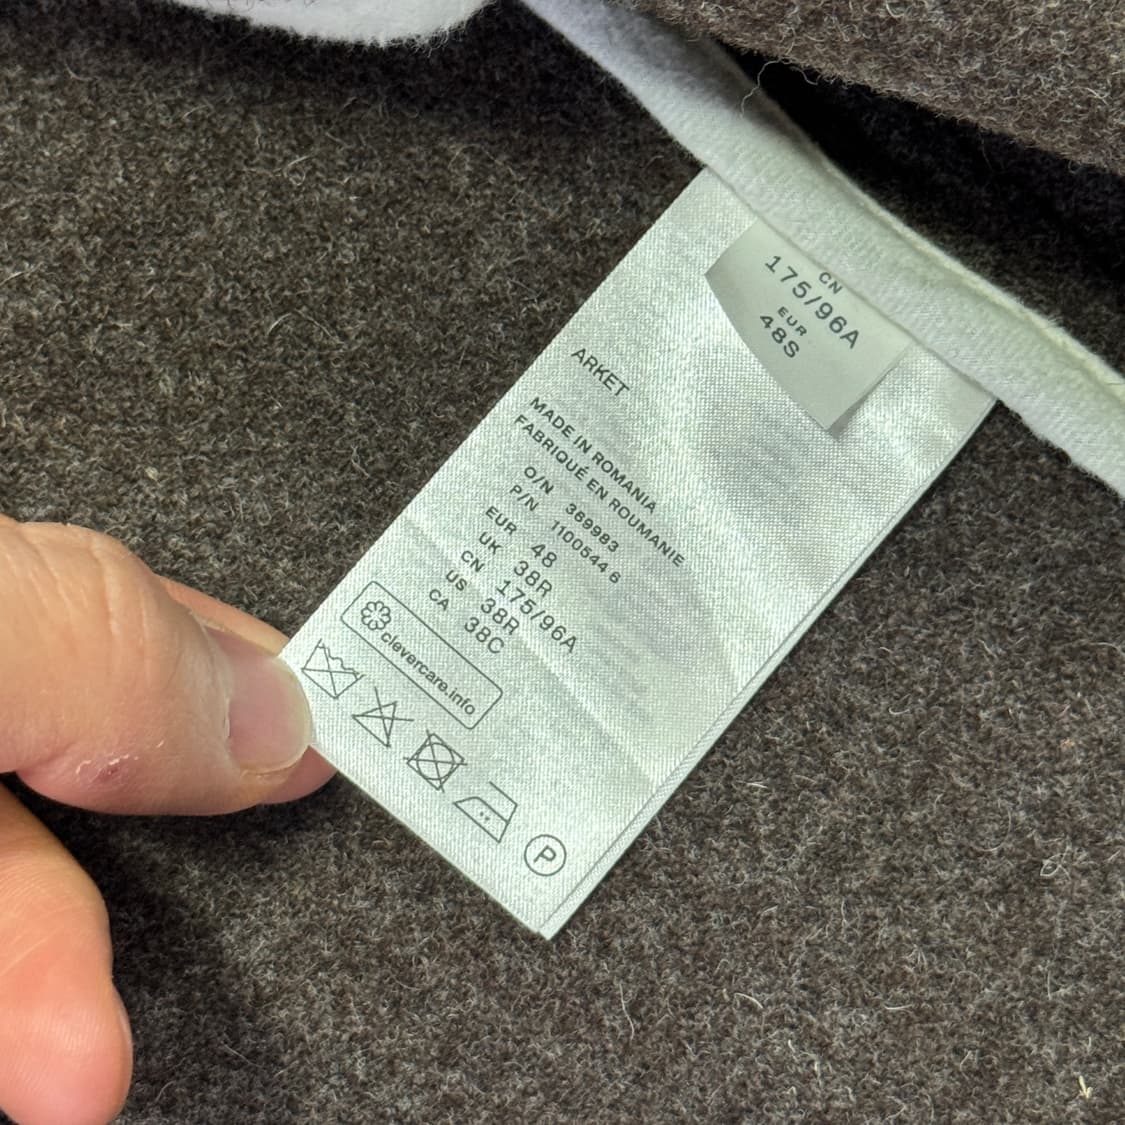 CN
175/96A
EUR
48S
ARKET
MADE IN ROMANIA
FABRIQUÉ EN ROUMANIE
O/N 369983
P/N 1100544 6
EUR 48
UK 38R
CN 175/96A
US 38R
CA 38C
clevercare.info
P